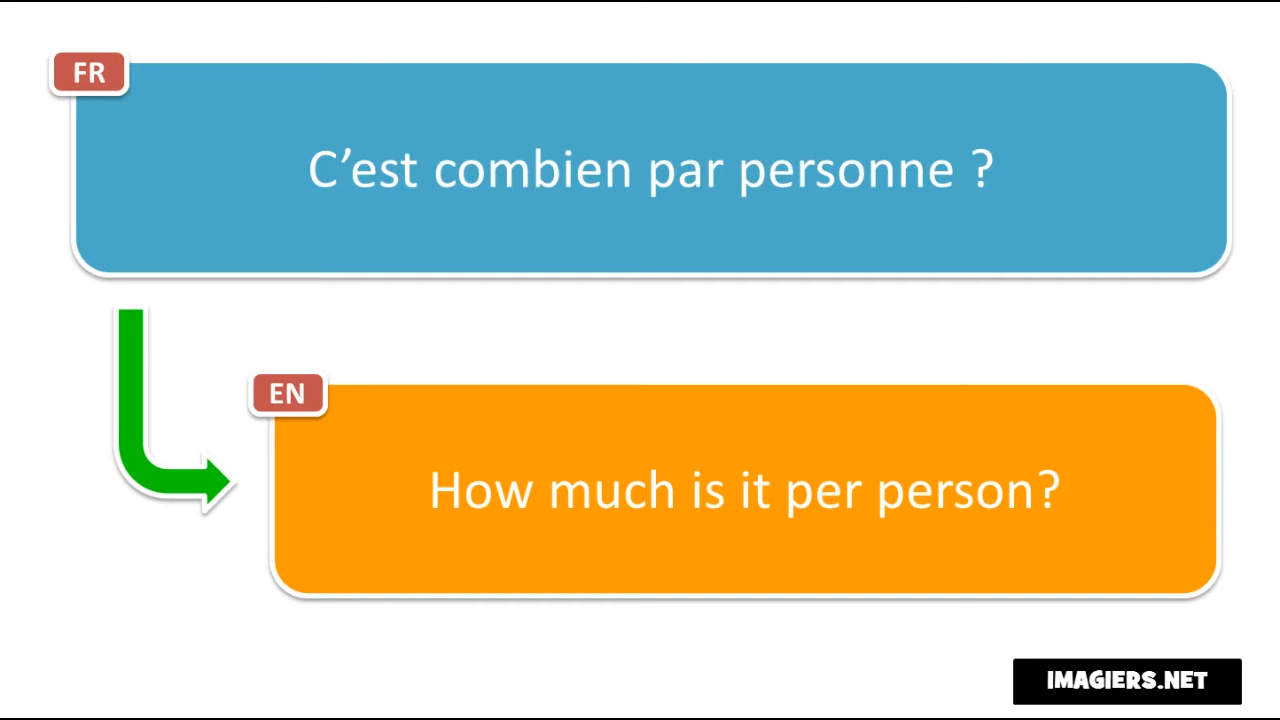 FR
C’est combien par personne ?
EN
How much is it per person?
IMAGIERS.NET